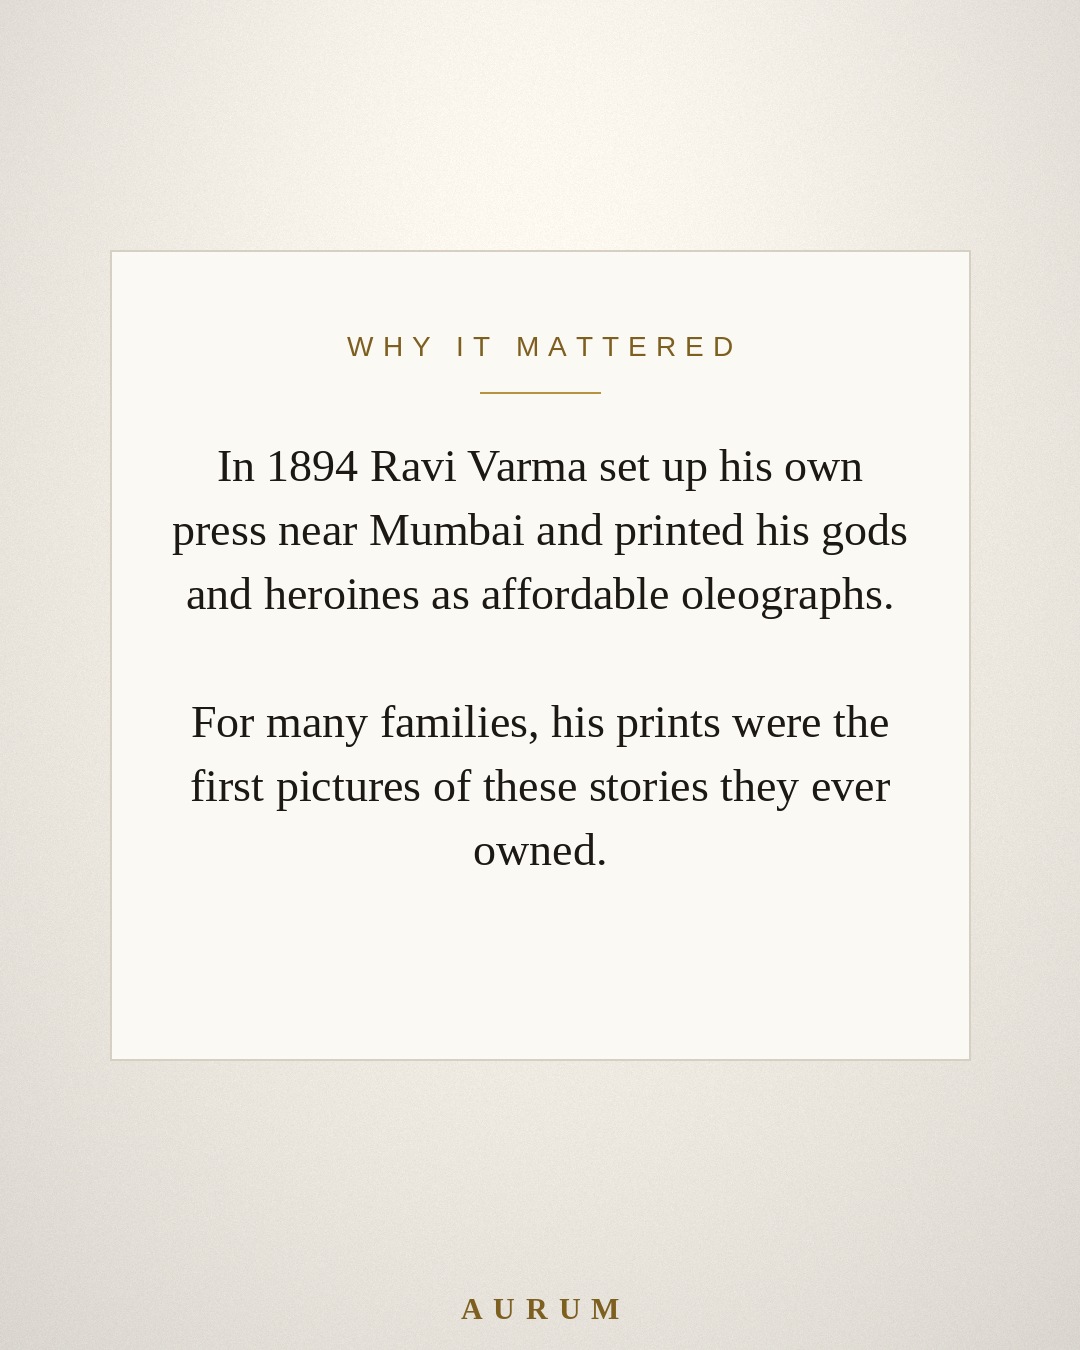 WHY IT MATTERED
In 1894 Ravi Varma set up his own
press near Mumbai and printed his gods
and heroines as affordable oleographs.
For many families, his prints were the
first pictures of these stories they ever
owned.
AURUM